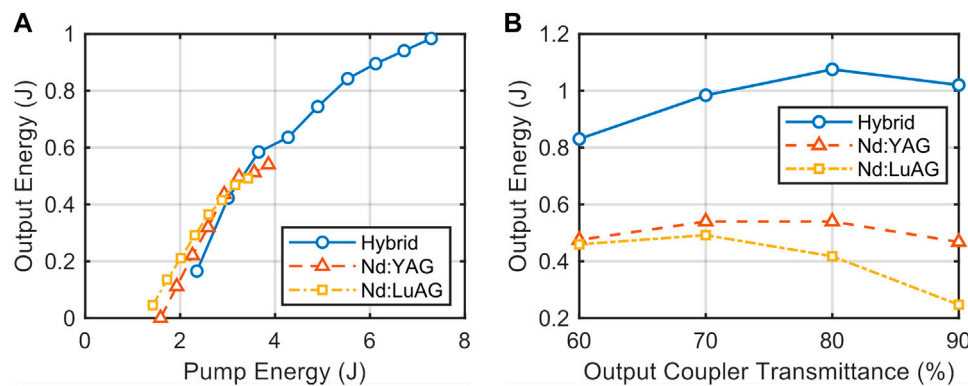 A
Output Energy (J)
1
0.8
0.6
0.4
0.2
0
0 2 4 6 8
Pump Energy (J)
Hybrid
Nd:YAG
Nd:LuAG
B
Output Energy (J)
1.2
1
0.8
0.6
0.4
0.2
60 70 80 90
Output Coupler Transmittance (%)
Hybrid
Nd:YAG
Nd:LuAG